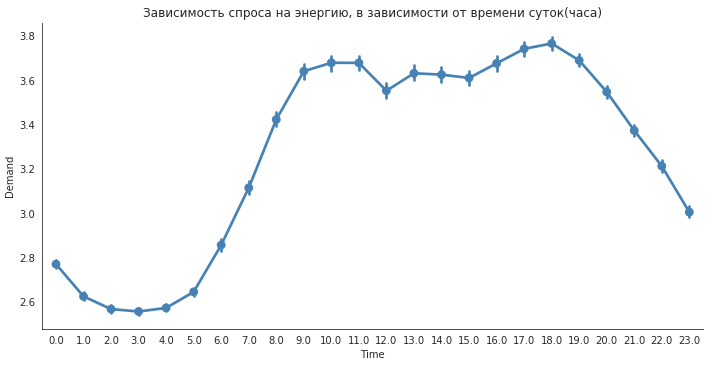 Зависимость спроса на энергию, в зависимости от времени суток(часа)
3.8
3.6
3.4
3.2
3.0
2.8
2.6
Demand
0.0 1.0 2.0 3.0 4.0 5.0 6.0 7.0 8.0 9.0 10.0 11.0 12.0 13.0 14.0 15.0 16.0 17.0 18.0 19.0 20.0 21.0 22.0 23.0
Time